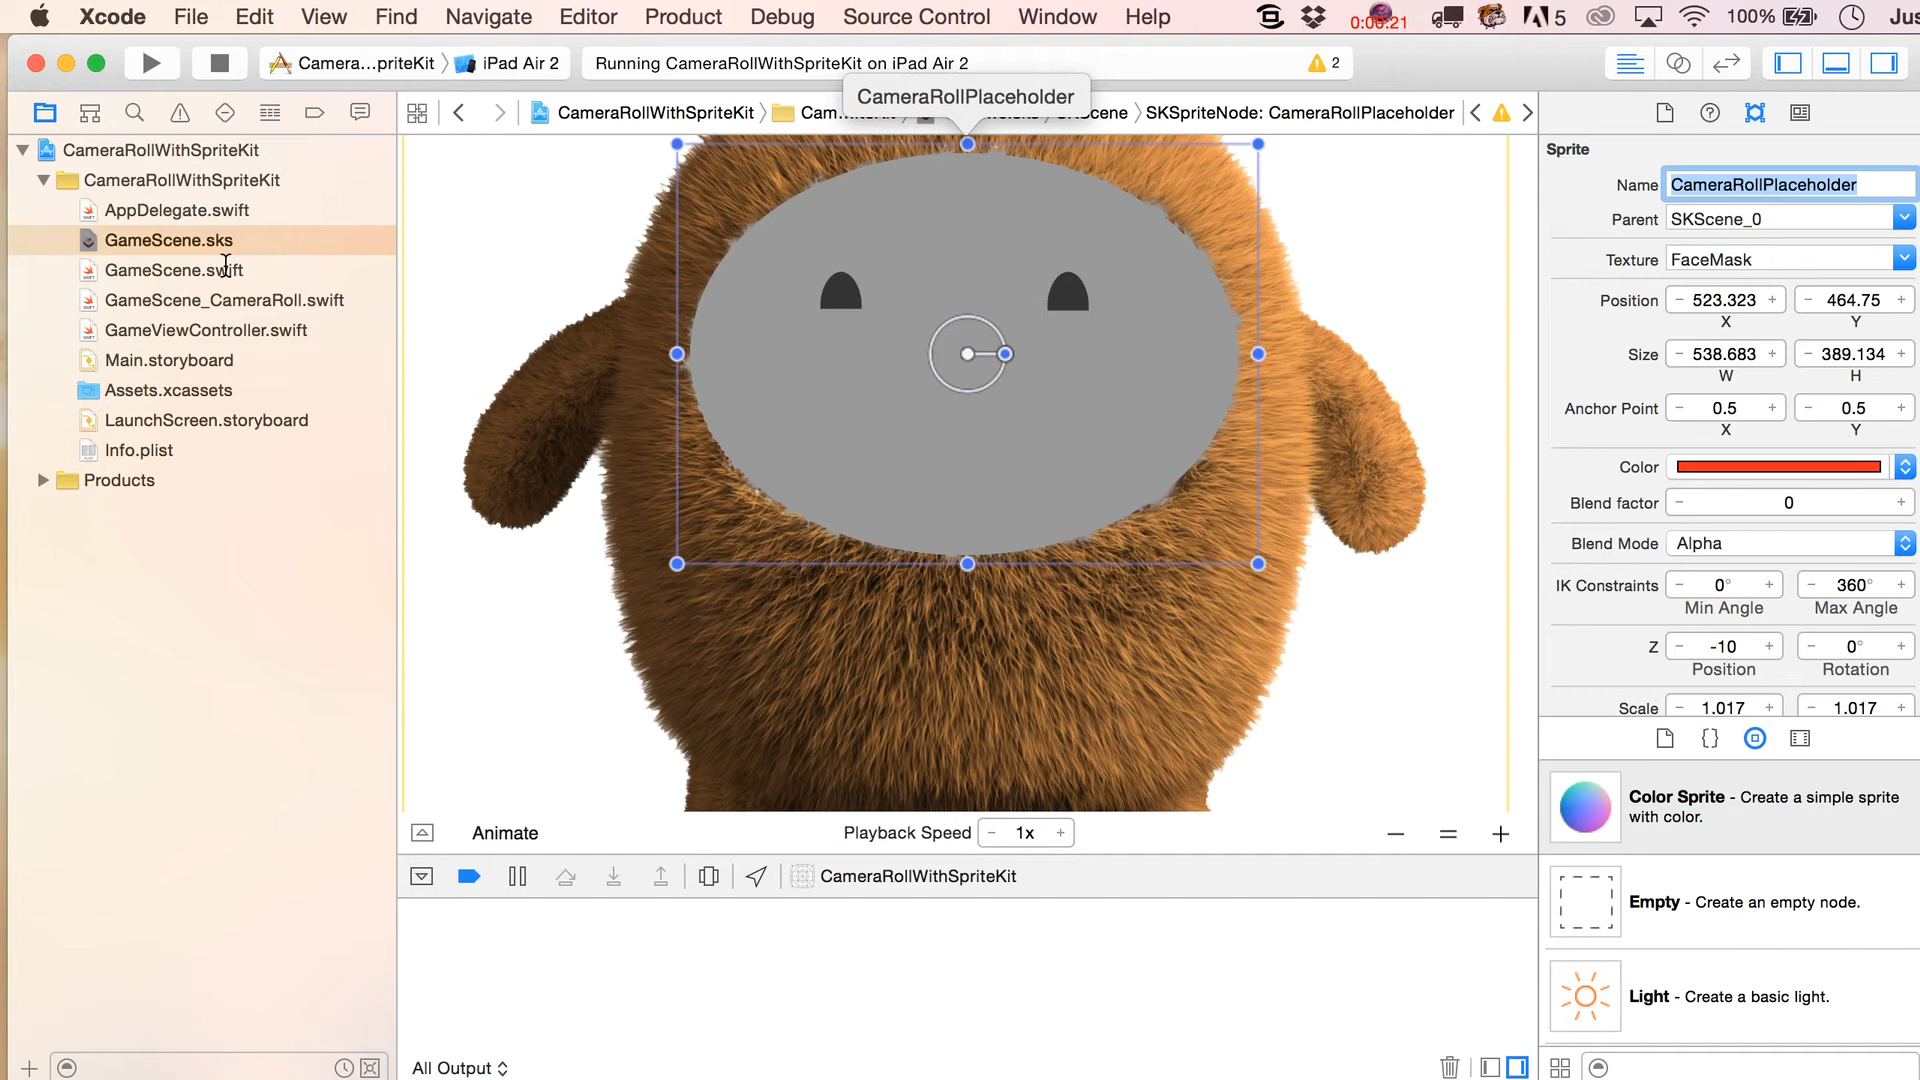 Xcode File Edit View Find Navigate Editor Product Debug Source Control Window Help 0:00:21 5 100% Jus
Camera...priteKit iPad Air 2 Running CameraRollWithSpriteKit on iPad Air 2 2
CameraRollPlaceholder
CameraRollWithSpriteKit SKSpriteNode: CameraRollPlaceholder
CameraRollWithSpriteKit
CameraRollWithSpriteKit
AppDelegate.swift
GameScene.sks
GameScene.swift
GameScene_CameraRoll.swift
GameViewController.swift
Main.storyboard
Assets.xcassets
LaunchScreen.storyboard
Info.plist
Products
Animate Playback Speed - 1x +
CameraRollWithSpriteKit
All Output
Sprite
Name CameraRollPlaceholder
Parent SKScene_0
Texture FaceMask
Position - 523.323 + - 464.75 +
X Y
Size - 538.683 + - 389.134 +
W H
Anchor Point - 0.5 + - 0.5 +
X Y
Color
Blend factor - 0 +
Blend Mode Alpha
IK Constraints - 0° + - 360° +
Min Angle Max Angle
Z - -10 + - 0° +
Position Rotation
Scale - 1.017 + - 1.017 +
Color Sprite - Create a simple sprite
with color.
Empty - Create an empty node.
Light - Create a basic light.